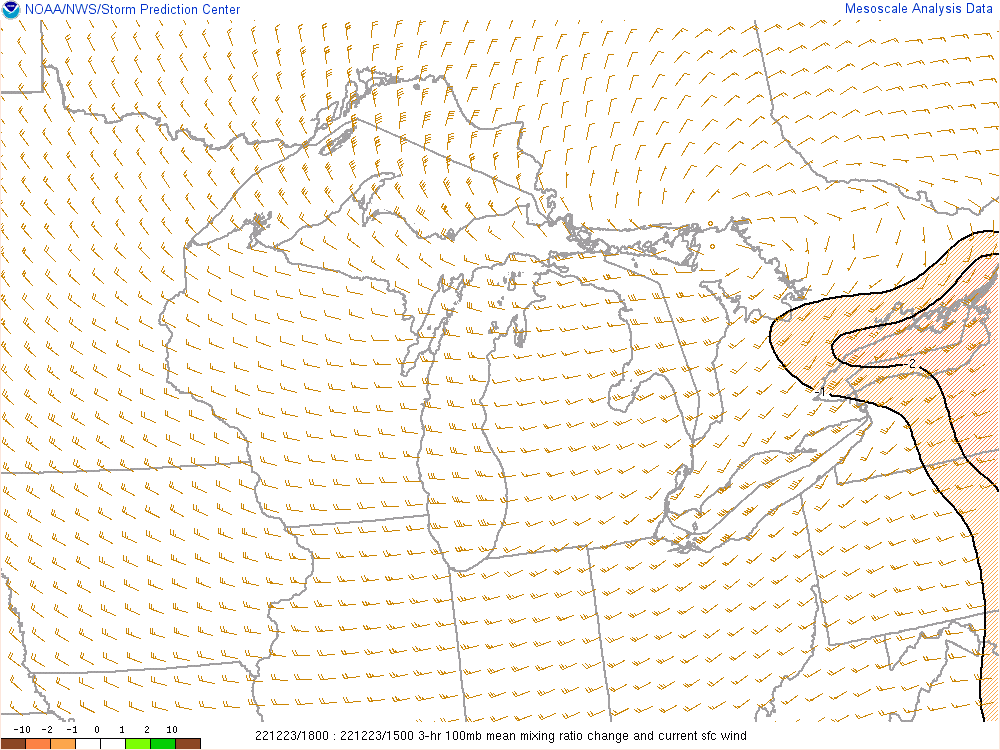 NOAA/NWS/Storm Prediction Center
Mesoscale Analysis Data
-2
-1
-10 -2 -1 0 1 2 10
221223/1800 : 221223/1500 3-hr 100mb mean mixing ratio change and current sfc wind